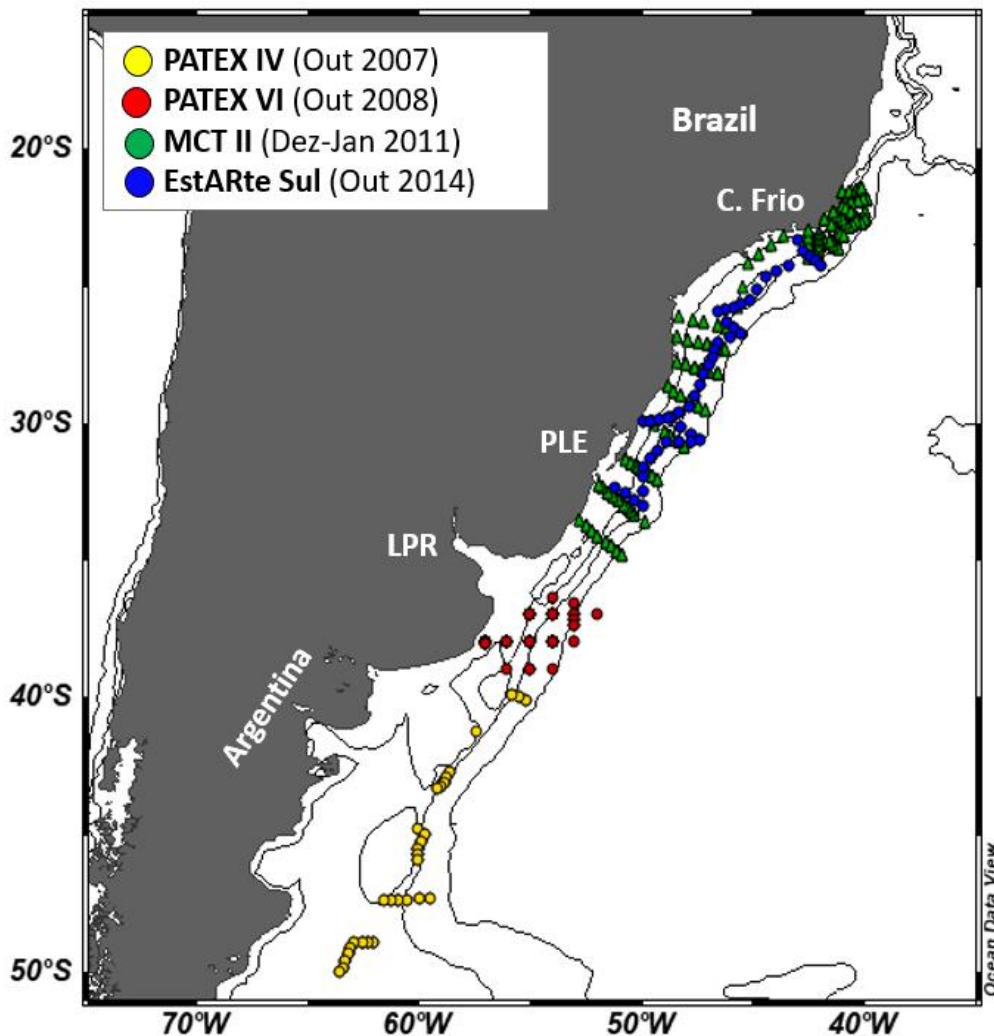 PATEX IV (Out 2007)
PATEX VI (Out 2008)
MCT II (Dez-Jan 2011)
EstARte Sul (Out 2014)
Brazil
20°S
C. Frio
30°S
PLE
LPR
Argentina
40°S
50°S
Ocean Data View
70°W
60°W
50°W
40°W